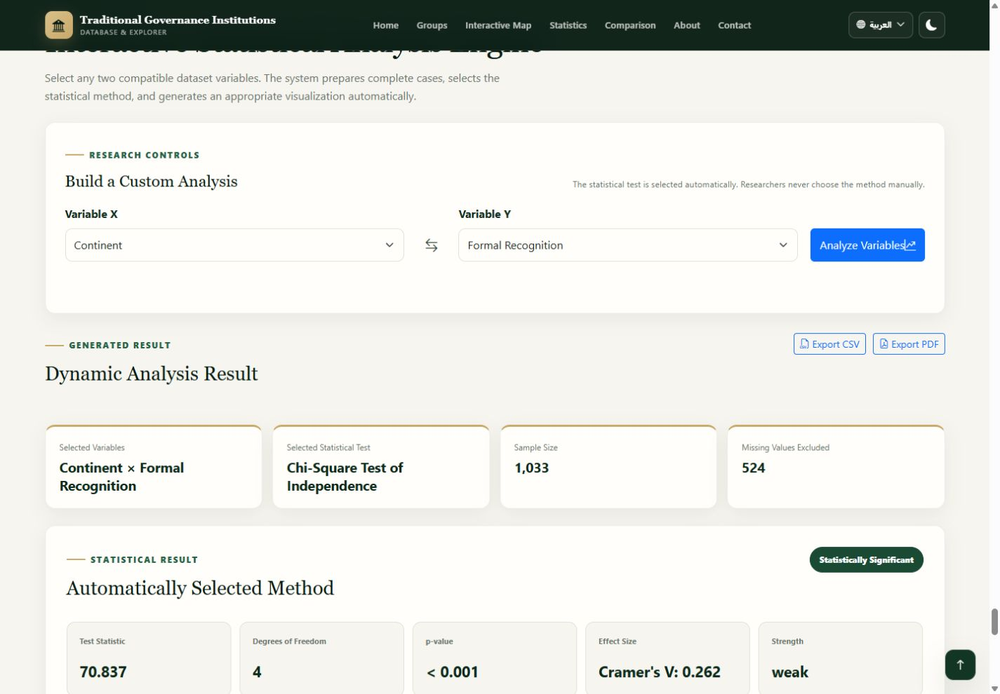 Traditional Governance Institutions
DATABASE & EXPLORER
Home
Groups
Interactive Map
Statistics
Comparison
About
Contact
العربية
Interactive Statistical Analysis Engine
Select any two compatible dataset variables. The system prepares complete cases, selects the
statistical method, and generates an appropriate visualization automatically.
RESEARCH CONTROLS
Build a Custom Analysis
The statistical test is selected automatically. Researchers never choose the method manually.
Variable X
Variable Y
Continent
Formal Recognition
Analyze Variables
GENERATED RESULT
Export CSV
Export PDF
Dynamic Analysis Result
Selected Variables
Continent × Formal
Recognition
Selected Statistical Test
Chi-Square Test of
Independence
Sample Size
1,033
Missing Values Excluded
524
STATISTICAL RESULT
Statistically Significant
Automatically Selected Method
Test Statistic
70.837
Degrees of Freedom
4
p-value
< 0.001
Effect Size
Cramer's V: 0.262
Strength
weak